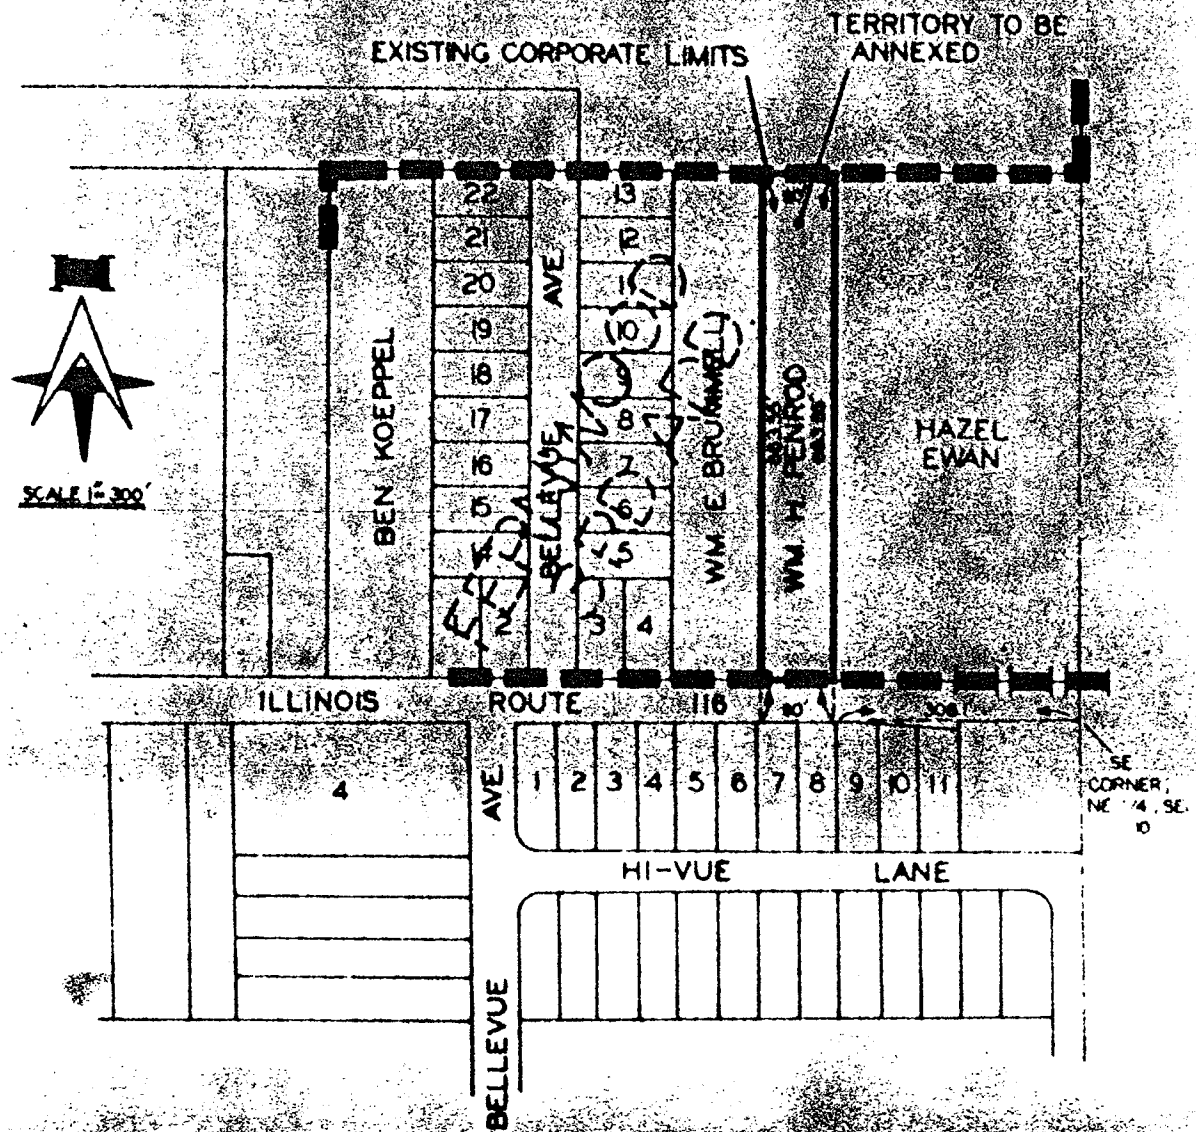 TERRITORY TO BE
ANNEXED
EXISTING CORPORATE LIMITS
22
13
21
12
20
19
10
18
9
17
8
16
7
15
6
14
5
2
3
4
AVE.
BELLEVUE
BEN KOEPPEL
WM. E. BRUMMELL
WM. H. PENROD
HAZEL
EWAN
SCALE 1"= 300'
ILLINOIS ROUTE 116
80'
SE
CORNER,
NE 1/4, SE.
10
4
AVE.
1 2 3 4 5 6 7 8 9 10 11
HI-VUE LANE
BELLEVUE